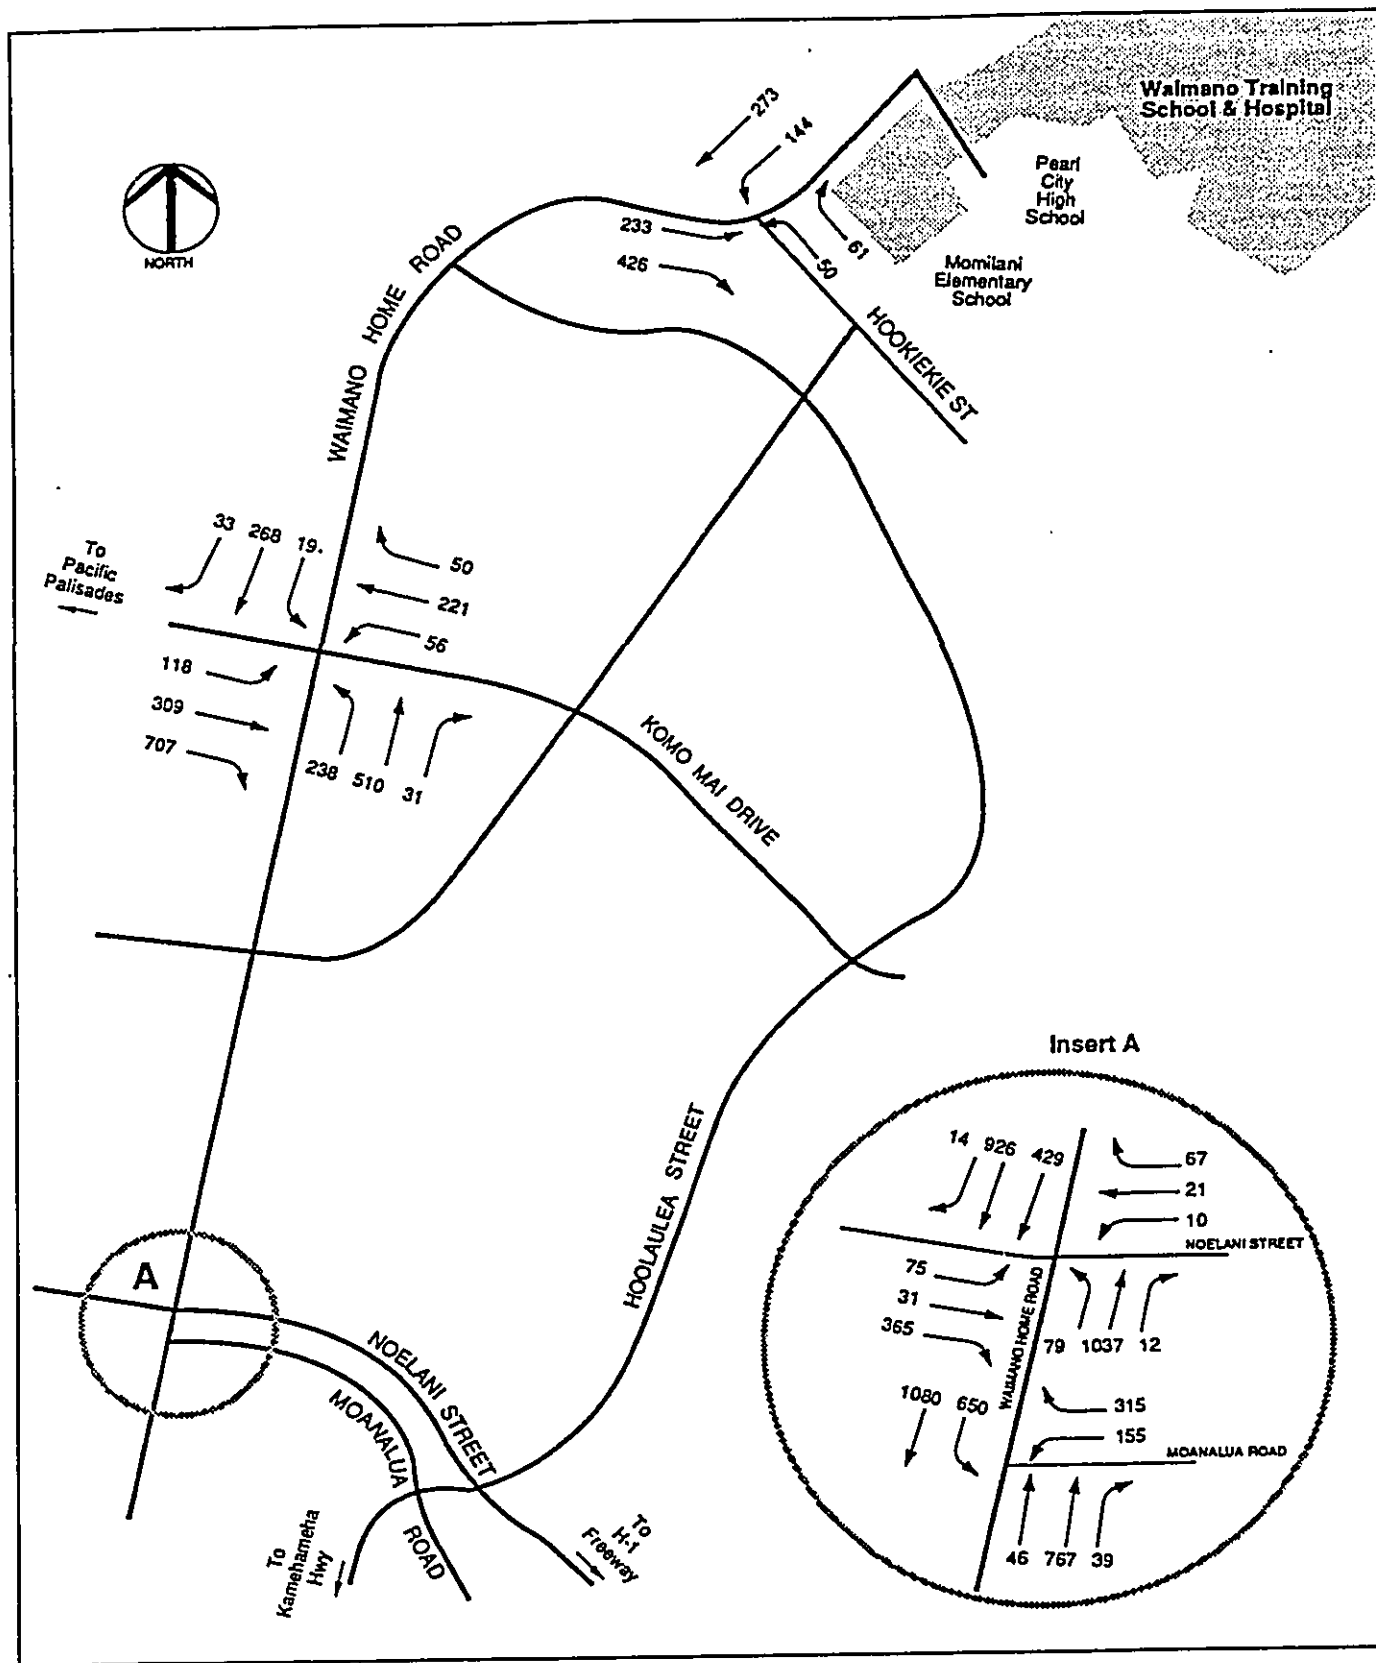 Waimano Training
School & Hospital
Pearl
City
High
School
Momilani
Elementary
School
NORTH
273
144
233
426
61
50
HOOKIEKIE ST
WAIMANO HOME ROAD
To
Pacific
Palisades
33 268 19.
50
221
56
118
309
707
238 510 31
KOMO MAI DRIVE
HOOLAULEA STREET
A
NOELANI STREET
MOANALUA ROAD
To
Kamehameha
Hwy
To
H-1
Freeway
Insert A
14 926 429
67
21
10
NOELANI STREET
75
31
365
WAIMANO HOME ROAD
79 1037 12
1080 650
315
155
MOANALUA ROAD
46 767 39